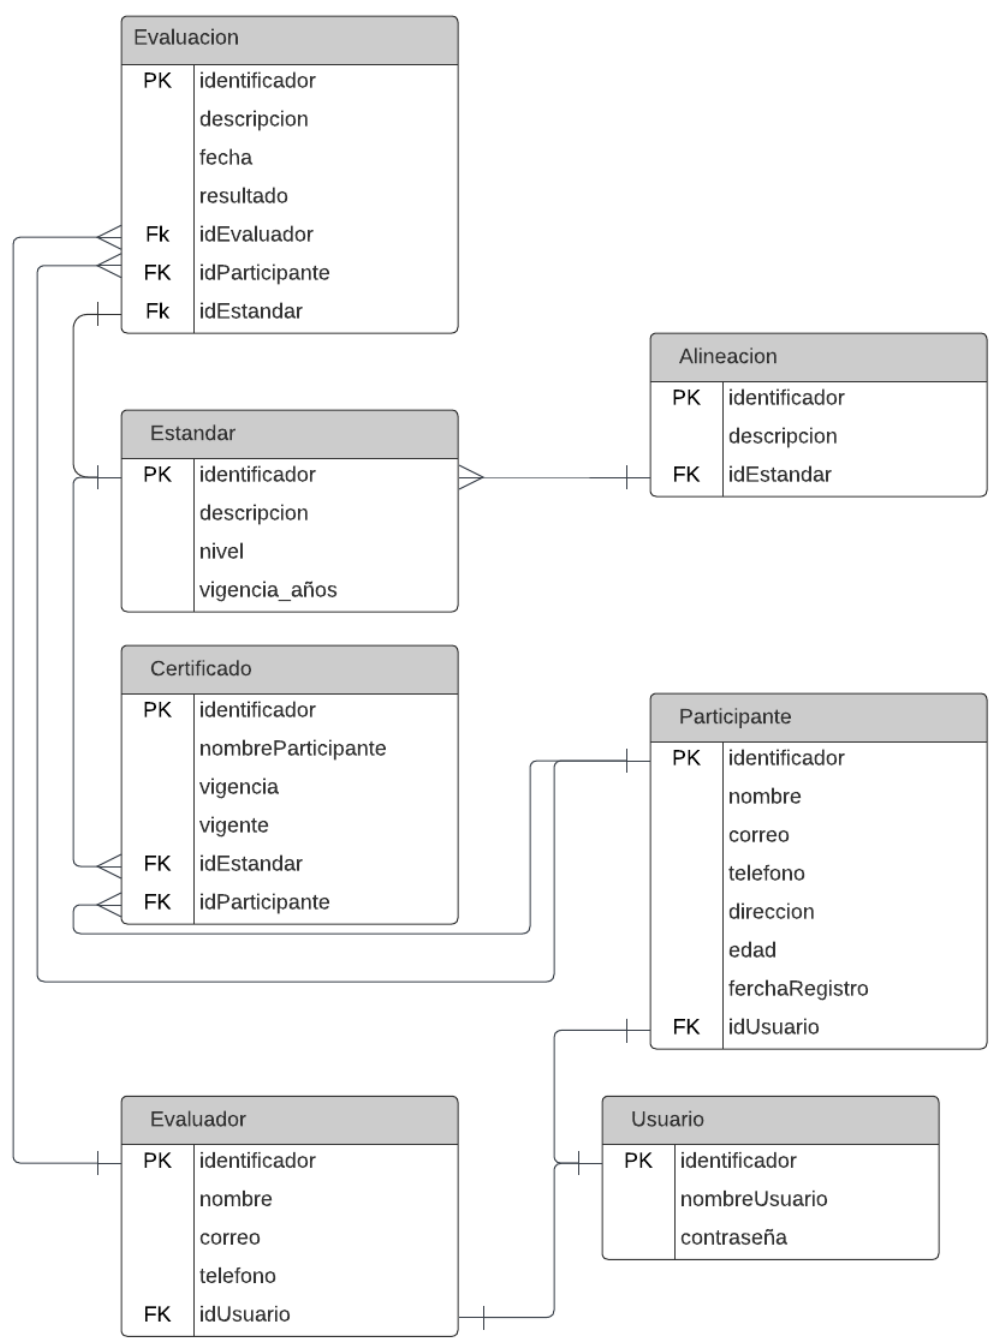 Evaluacion
PK identificador
descripcion
fecha
resultado
Fk idEvaluador
FK idParticipante
Fk idEstandar
Alineacion
PK identificador
descripcion
FK idEstandar
Estandar
PK identificador
descripcion
nivel
vigencia_años
Certificado
PK identificador
nombreParticipante
vigencia
vigente
FK idEstandar
FK idParticipante
Participante
PK identificador
nombre
correo
telefono
direccion
edad
ferchaRegistro
FK idUsuario
Evaluador
PK identificador
nombre
correo
telefono
FK idUsuario
Usuario
PK identificador
nombreUsuario
contraseña